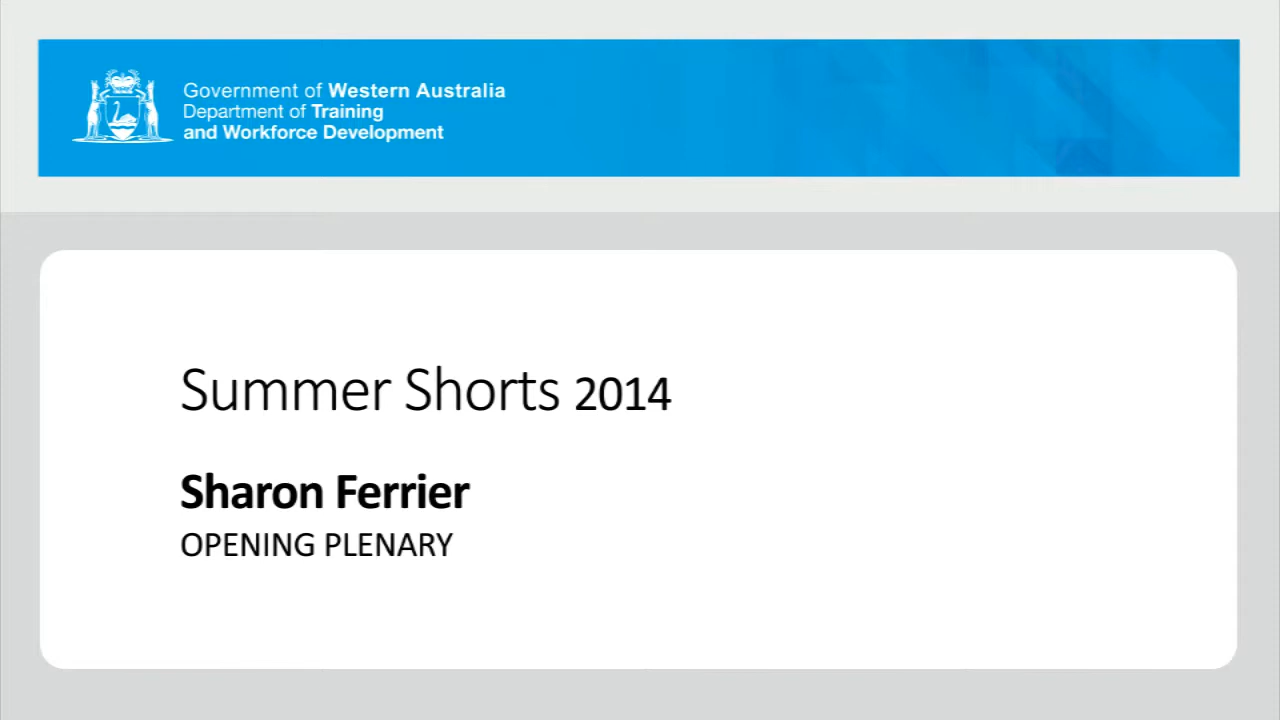 Government of Western Australia
Department of Training
and Workforce Development
Summer Shorts 2014
Sharon Ferrier
OPENING PLENARY